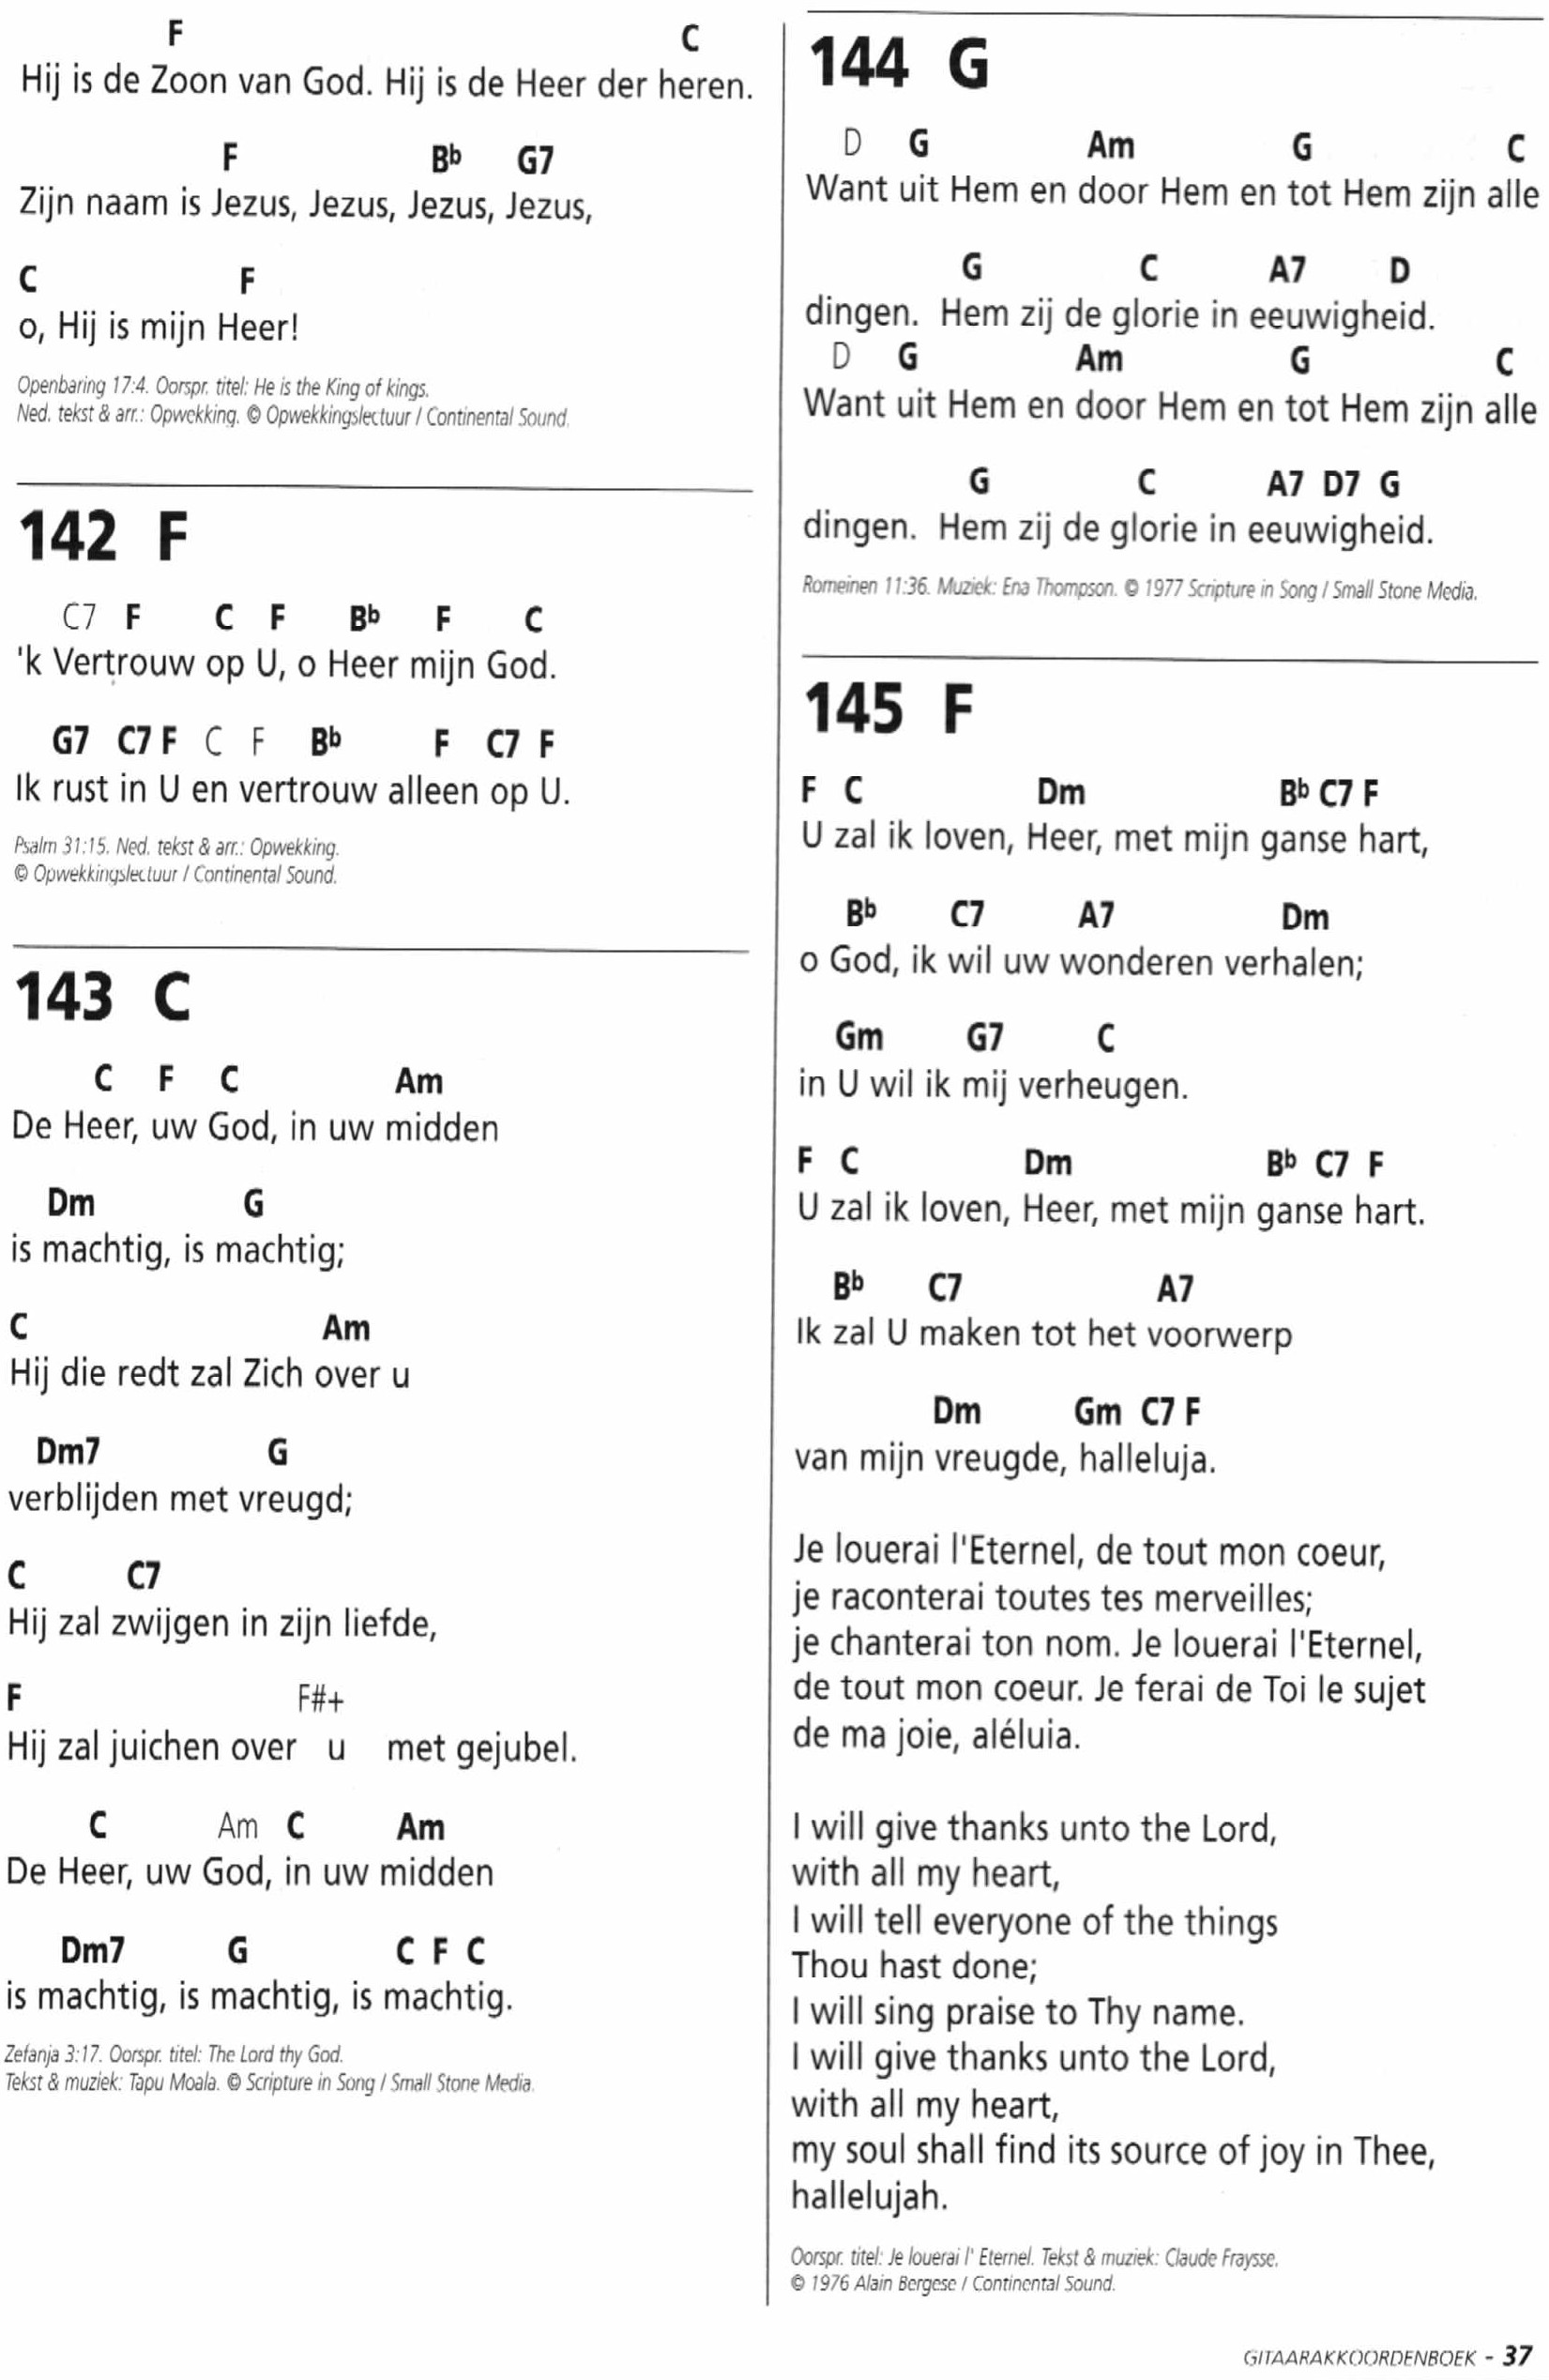 F C
Hij is de Zoon van God. Hij is de Heer der heren.
F Bb G7
Zijn naam is Jezus, Jezus, Jezus, Jezus,
C F
o, Hij is mijn Heer!
Openbaring 17:4. Oorspr. titel: He is the King of kings.
Ned. tekst & arr.: Opwekking. © Opwekkingslectuur / Continental Sound.
142 F
C7 F C F Bb F C
'k Vertrouw op U, o Heer mijn God.
G7 C7 F C F Bb F C7 F
Ik rust in U en vertrouw alleen op U.
Psalm 31:15. Ned. tekst & arr.: Opwekking.
© Opwekkingslectuur / Continental Sound.
143 C
C F C Am
De Heer, uw God, in uw midden
Dm G
is machtig, is machtig;
C Am
Hij die redt zal Zich over u
Dm7 G
verblijden met vreugd;
C C7
Hij zal zwijgen in zijn liefde,
F F#+
Hij zal juichen over u met gejubel.
C Am C Am
De Heer, uw God, in uw midden
Dm7 G C F C
is machtig, is machtig, is machtig.
Zefanja 3:17. Oorspr. titel: The Lord thy God.
Tekst & muziek: Tapu Moala. © Scripture in Song / Small Stone Media.
144 G
D G Am G C
Want uit Hem en door Hem en tot Hem zijn alle
G C A7 D
dingen. Hem zij de glorie in eeuwigheid.
D G Am G C
Want uit Hem en door Hem en tot Hem zijn alle
G C A7 D7 G
dingen. Hem zij de glorie in eeuwigheid.
Romeinen 11:36. Muziek: Ena Thompson. © 1977 Scripture in Song / Small Stone Media.
145 F
F C Dm Bb C7 F
U zal ik loven, Heer, met mijn ganse hart,
Bb C7 A7 Dm
o God, ik wil uw wonderen verhalen;
Gm G7 C
in U wil ik mij verheugen.
F C Dm Bb C7 F
U zal ik loven, Heer, met mijn ganse hart.
Bb C7 A7
Ik zal U maken tot het voorwerp
Dm Gm C7 F
van mijn vreugde, halleluja.
Je louerai l'Eternel, de tout mon coeur,
je raconterai toutes tes merveilles;
je chanterai ton nom. Je louerai l'Eternel,
de tout mon coeur. Je ferai de Toi le sujet
de ma joie, aléluia.
I will give thanks unto the Lord,
with all my heart,
I will tell everyone of the things
Thou hast done;
I will sing praise to Thy name.
I will give thanks unto the Lord,
with all my heart,
my soul shall find its source of joy in Thee,
hallelujah.
Oorspr. titel: Je louerai l' Eternel. Tekst & muziek: Claude Fraysse.
© 1976 Alain Bergese / Continental Sound.
GITAARAKKOORDENBOEK - 37